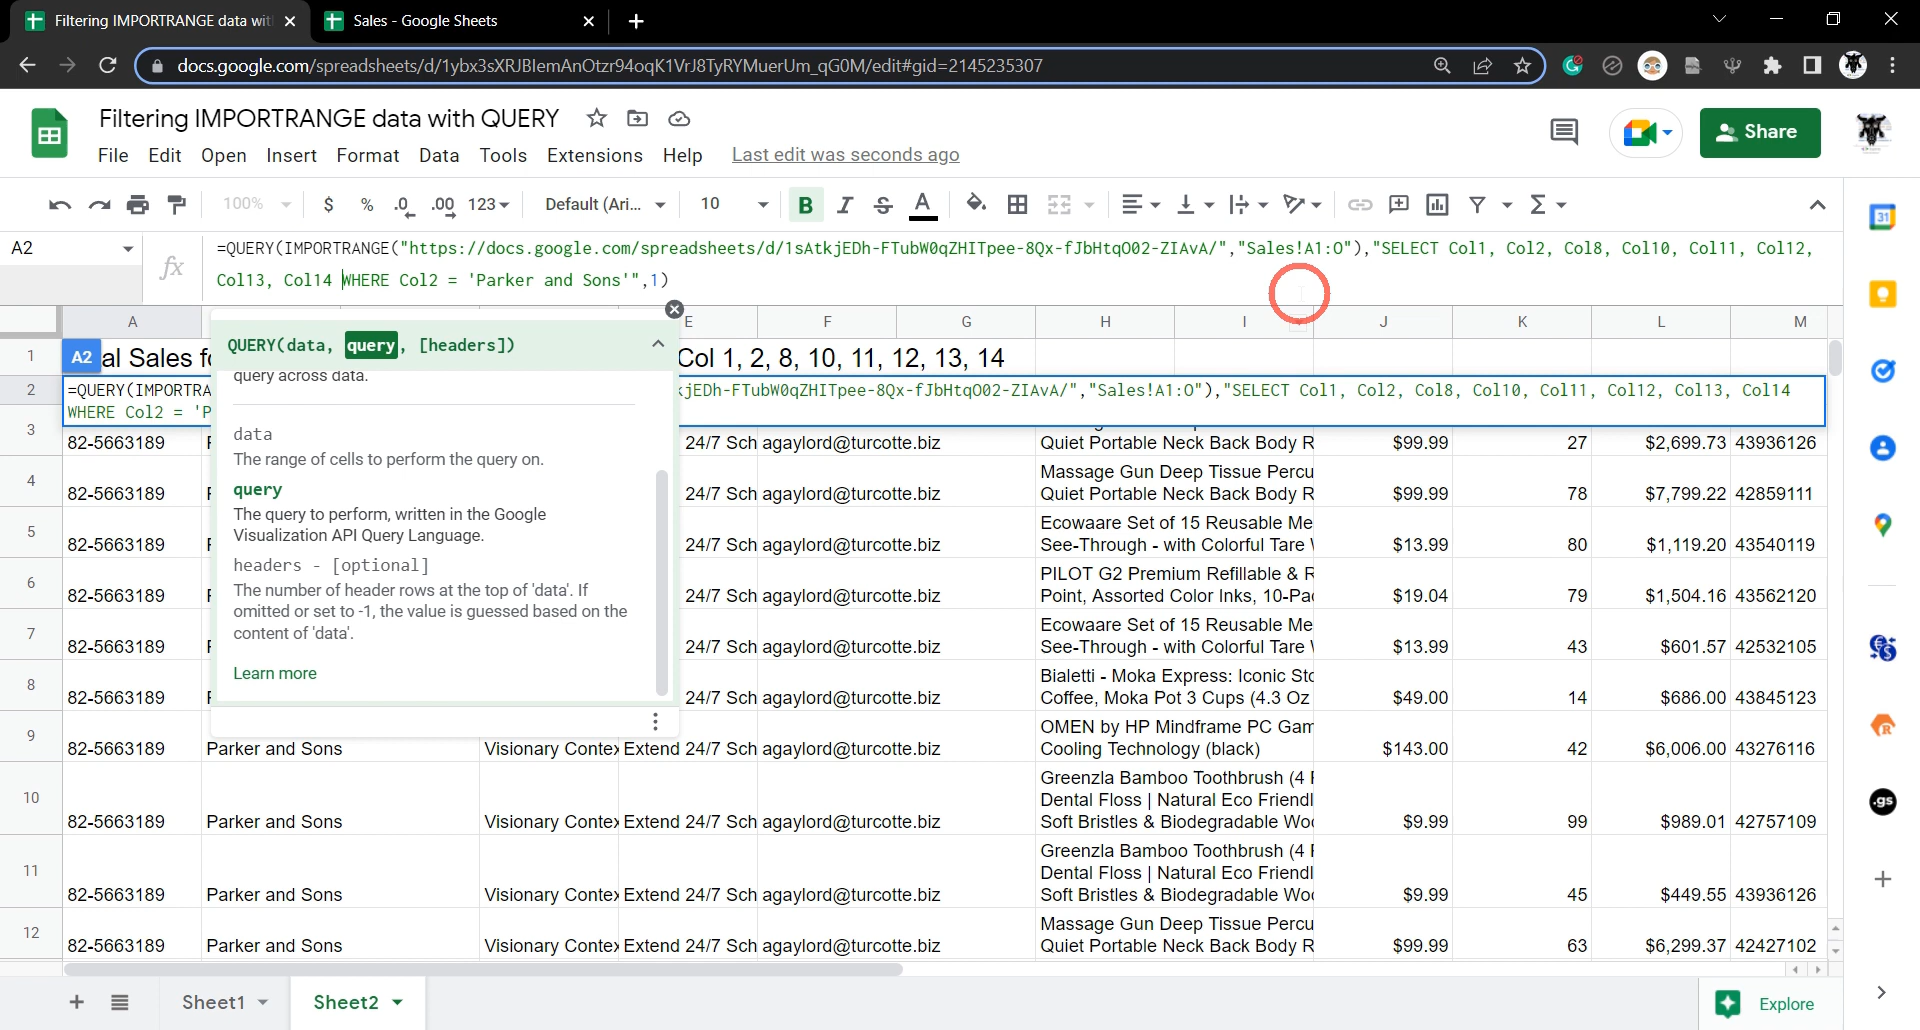 Filtering IMPORTRANGE data wit
Sales - Google Sheets
docs.google.com/spreadsheets/d/1ybx3sXRJBlemAnOtzr94oqK1VrJ8TyRYMuerUm_qG0M/edit#gid=2145235307
Filtering IMPORTRANGE data with QUERY
File Edit Open Insert Format Data Tools Extensions Help Last edit was seconds ago
Share
100% $ % .0 .00 123 Default (Ari... 10 B I S A
31
A2
fx
=QUERY(IMPORTRANGE("https://docs.google.com/spreadsheets/d/1sAtkjEDh-FTubW0qZHITpee-8Qx-fJbHtqO02-ZIAvA/","Sales!A1:O"),"SELECT Col1, Col2, Col8, Col10, Col11, Col12,
Col13, Col14 WHERE Col2 = 'Parker and Sons'",1)
A E F G H I J K L M
QUERY(data, query, [headers])
query across data.
data
The range of cells to perform the query on.
query
The query to perform, written in the Google
Visualization API Query Language.
headers - [optional]
The number of header rows at the top of 'data'. If
omitted or set to -1, the value is guessed based on the
content of 'data'.
Learn more
1 A2 al Sales fo Col 1, 2, 8, 10, 11, 12, 13, 14
2 =QUERY(IMPORTRA kjEDh-FTubW0qZHITpee-8Qx-fJbHtqO02-ZIAvA/","Sales!A1:O"),"SELECT Col1, Col2, Col8, Col10, Col11, Col12, Col13, Col14
WHERE Col2 = 'P
3 82-5663189 24/7 Sch agaylord@turcotte.biz Quiet Portable Neck Back Body R $99.99 27 $2,699.73 43936126
Massage Gun Deep Tissue Percu
4 82-5663189 24/7 Sch agaylord@turcotte.biz Quiet Portable Neck Back Body R $99.99 78 $7,799.22 42859111
Ecowaare Set of 15 Reusable Me
5 82-5663189 24/7 Sch agaylord@turcotte.biz See-Through - with Colorful Tare $13.99 80 $1,119.20 43540119
PILOT G2 Premium Refillable & R
6 82-5663189 24/7 Sch agaylord@turcotte.biz Point, Assorted Color Inks, 10-Pa $19.04 79 $1,504.16 43562120
Ecowaare Set of 15 Reusable Me
7 82-5663189 24/7 Sch agaylord@turcotte.biz See-Through - with Colorful Tare $13.99 43 $601.57 42532105
Bialetti - Moka Express: Iconic Sto
8 82-5663189 24/7 Sch agaylord@turcotte.biz Coffee, Moka Pot 3 Cups (4.3 Oz $49.00 14 $686.00 43845123
OMEN by HP Mindframe PC Gam
9 82-5663189 Parker and Sons Visionary Contex Extend 24/7 Sch agaylord@turcotte.biz Cooling Technology (black) $143.00 42 $6,006.00 43276116
Greenzla Bamboo Toothbrush (4 P
Dental Floss | Natural Eco Friendl
10 82-5663189 Parker and Sons Visionary Contex Extend 24/7 Sch agaylord@turcotte.biz Soft Bristles & Biodegradable Woo $9.99 99 $989.01 42757109
Greenzla Bamboo Toothbrush (4 P
Dental Floss | Natural Eco Friendl
11 82-5663189 Parker and Sons Visionary Contex Extend 24/7 Sch agaylord@turcotte.biz Soft Bristles & Biodegradable Woo $9.99 45 $449.55 43936126
Massage Gun Deep Tissue Percu
12 82-5663189 Parker and Sons Visionary Contex Extend 24/7 Sch agaylord@turcotte.biz Quiet Portable Neck Back Body R $99.99 63 $6,299.37 42427102
.gs
Sheet1 Sheet2 Explore